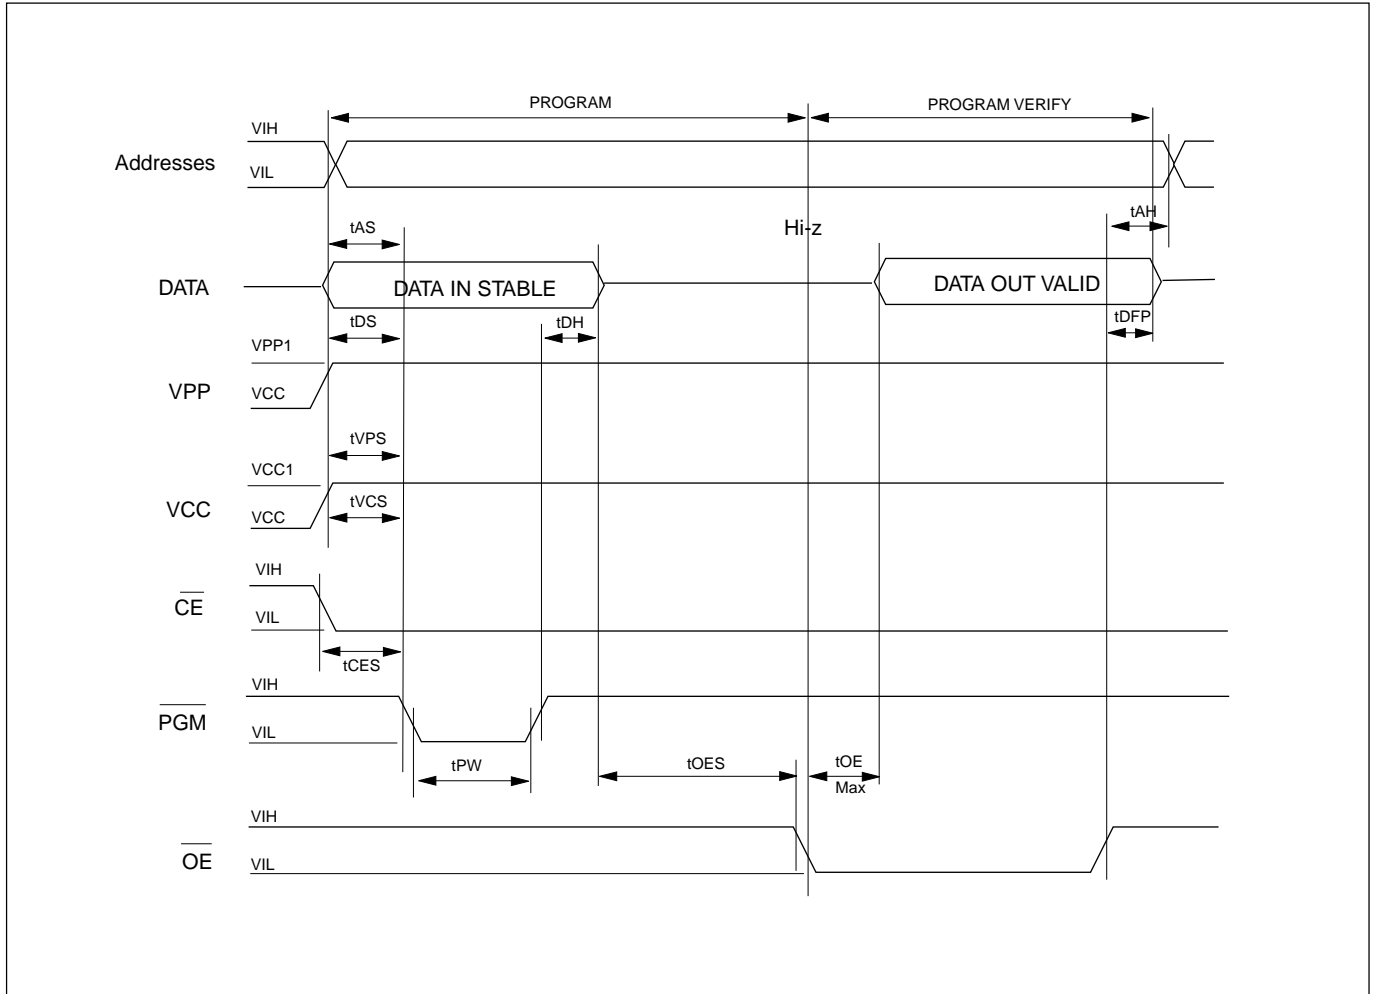 PROGRAM
PROGRAM VERIFY
VIH
Addresses
VIL
tAS
Hi-z
tAH
DATA
DATA IN STABLE
DATA OUT VALID
tDS
tDH
tDFP
VPP1
VPP
VCC
tVPS
VCC1
VCC
tVCS
VCC
VIH
CE
VIL
tCES
VIH
PGM
VIL
tPW
tOES
tOE
Max
VIH
OE
VIL